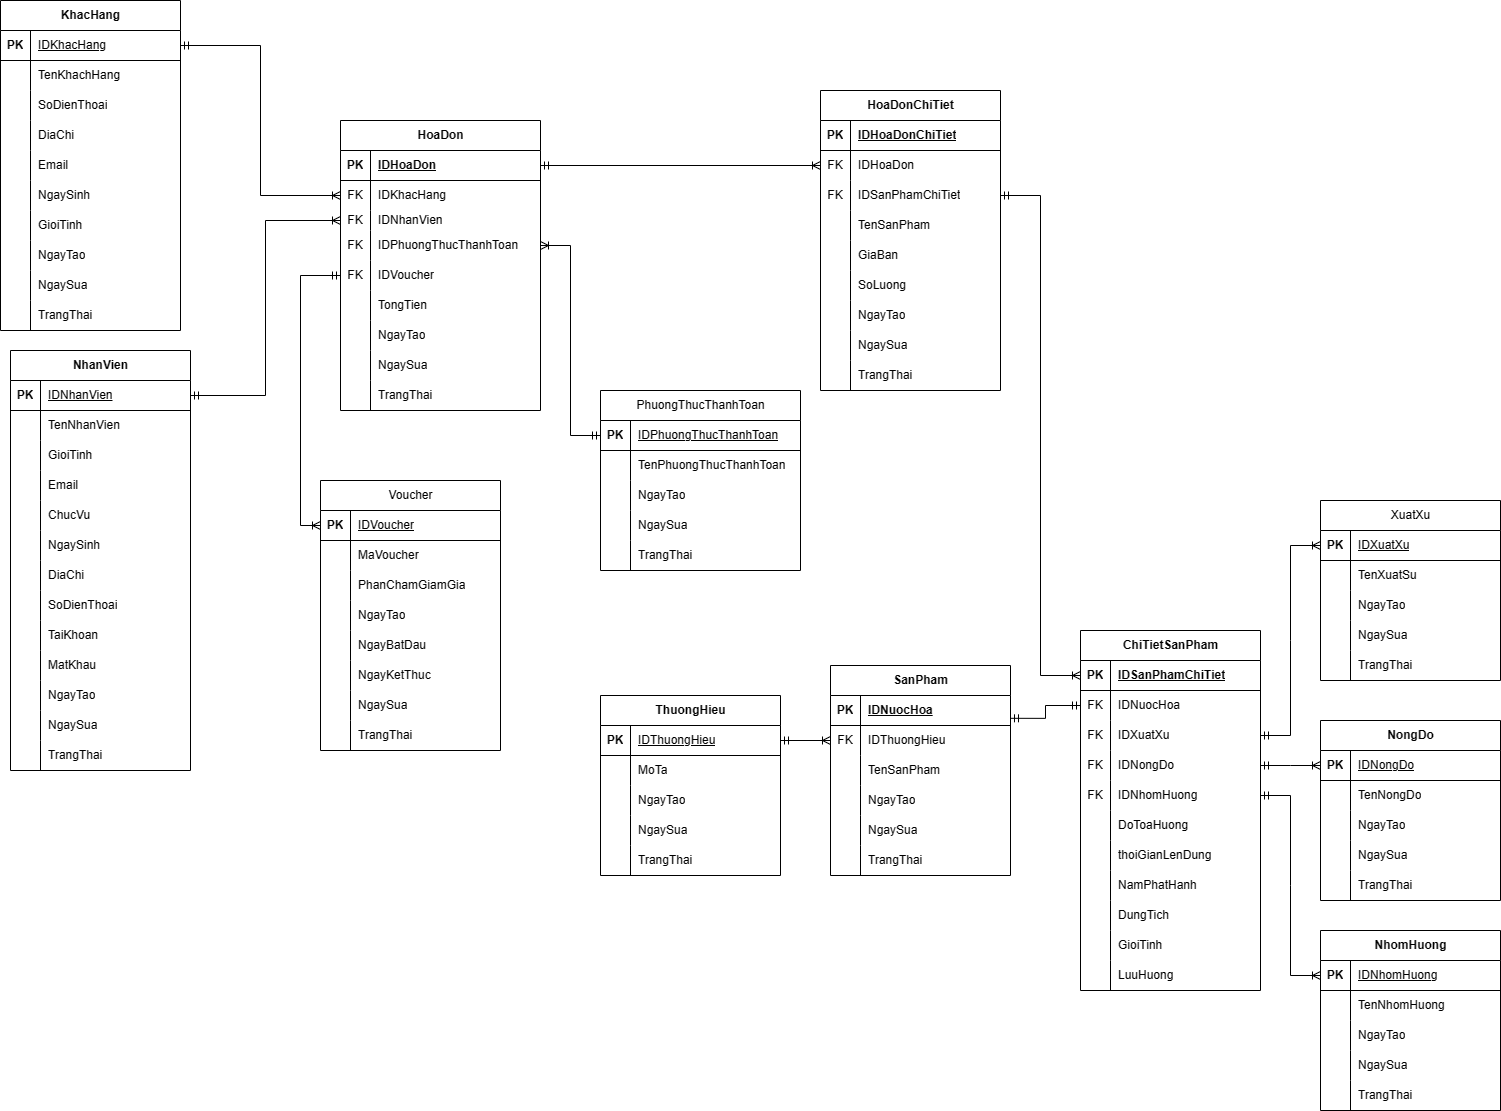 KhacHang
PK IDKhacHang
TenKhachHang
SoDienThoai
DiaChi
Email
NgaySinh
GioiTinh
NgayTao
NgaySua
TrangThai
NhanVien
PK IDNhanVien
TenNhanVien
GioiTinh
Email
ChucVu
NgaySinh
DiaChi
SoDienThoai
TaiKhoan
MatKhau
NgayTao
NgaySua
TrangThai
HoaDon
PK IDHoaDon
FK IDKhacHang
FK IDNhanVien
FK IDPhuongThucThanhToan
FK IDVoucher
TongTien
NgayTao
NgaySua
TrangThai
Voucher
PK IDVoucher
MaVoucher
PhanChamGiamGia
NgayTao
NgayBatDau
NgayKetThuc
NgaySua
TrangThai
PhuongThucThanhToan
PK IDPhuongThucThanhToan
TenPhuongThucThanhToan
NgayTao
NgaySua
TrangThai
HoaDonChiTiet
PK IDHoaDonChiTiet
FK IDHoaDon
FK IDSanPhamChiTiet
TenSanPham
GiaBan
SoLuong
NgayTao
NgaySua
TrangThai
ThuongHieu
PK IDThuongHieu
MoTa
NgayTao
NgaySua
TrangThai
SanPham
PK IDNuocHoa
FK IDThuongHieu
TenSanPham
NgayTao
NgaySua
TrangThai
ChiTietSanPham
PK IDSanPhamChiTiet
FK IDNuocHoa
FK IDXuatXu
FK IDNongDo
FK IDNhomHuong
DoToaHuong
thoiGianLenDung
NamPhatHanh
DungTich
GioiTinh
LuuHuong
XuatXu
PK IDXuatXu
TenXuatSu
NgayTao
NgaySua
TrangThai
NongDo
PK IDNongDo
TenNongDo
NgayTao
NgaySua
TrangThai
NhomHuong
PK IDNhomHuong
TenNhomHuong
NgayTao
NgaySua
TrangThai